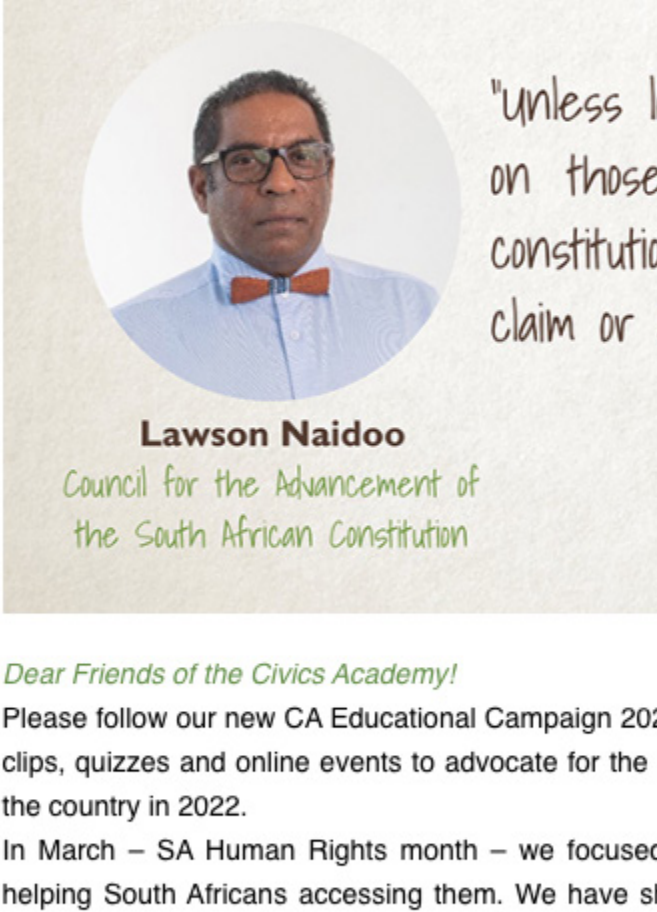 "Unless l
on those
constitutio
claim or
Lawson Naidoo
Council for the Advancement of
the South African Constitution
Dear Friends of the Civics Academy!
Please follow our new CA Educational Campaign 202
clips, quizzes and online events to advocate for the
the country in 2022.
In March – SA Human Rights month – we focused
helping South Africans accessing them. We have sh